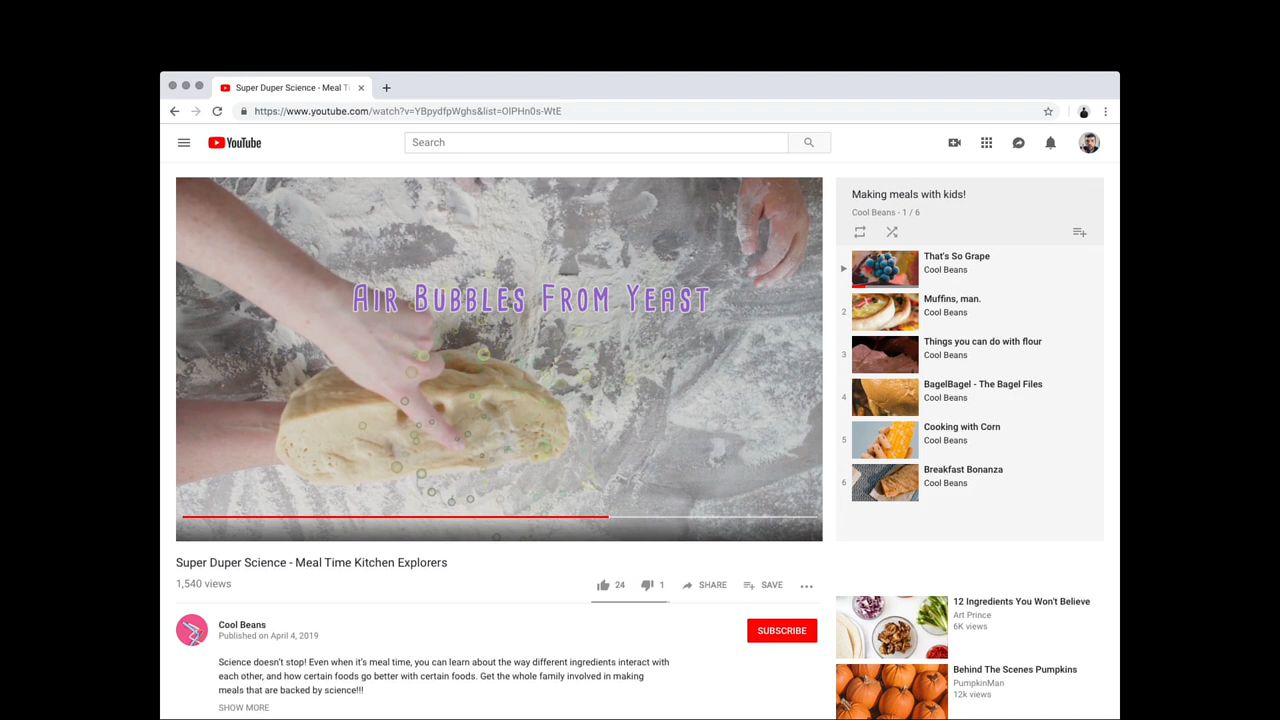 Super Duper Science - Meal Ti
https://www.youtube.com/watch?v=YBpydfpWghs&list=OlPHn0s-WtE
YouTube
Search
AIR BUBBLES FROM YEAST
Making meals with kids!
Cool Beans - 1 / 6
That's So Grape
Cool Beans
2
Muffins, man.
Cool Beans
3
Things you can do with flour
Cool Beans
4
BagelBagel - The Bagel Files
Cool Beans
5
Cooking with Corn
Cool Beans
6
Breakfast Bonanza
Cool Beans
Super Duper Science - Meal Time Kitchen Explorers
1,540 views
24
1
SHARE
SAVE
Cool Beans
Published on April 4, 2019
SUBSCRIBE
Science doesn't stop! Even when it's meal time, you can learn about the way different ingredients interact with
each other, and how certain foods go better with certain foods. Get the whole family involved in making
meals that are backed by science!!!
SHOW MORE
12 Ingredients You Won't Believe
Art Prince
6K views
Behind The Scenes Pumpkins
PumpkinMan
12k views